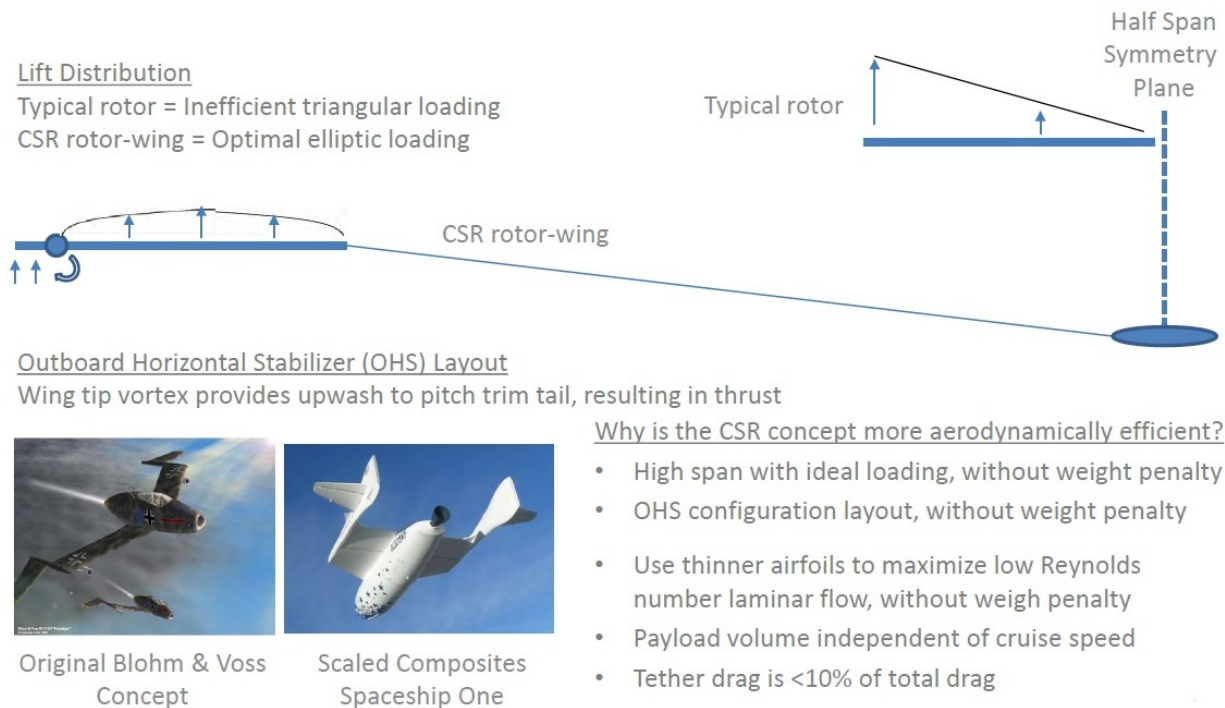 Lift Distribution
Typical rotor = Inefficient triangular loading
CSR rotor-wing = Optimal elliptic loading
Typical rotor
Half Span
Symmetry
Plane
CSR rotor-wing
Outboard Horizontal Stabilizer (OHS) Layout
Wing tip vortex provides upwash to pitch trim tail, resulting in thrust
Original Blohm & Voss
Concept
Scaled Composites
Spaceship One
Why is the CSR concept more aerodynamically efficient?
• High span with ideal loading, without weight penalty
• OHS configuration layout, without weight penalty
• Use thinner airfoils to maximize low Reynolds
number laminar flow, without weigh penalty
• Payload volume independent of cruise speed
• Tether drag is <10% of total drag